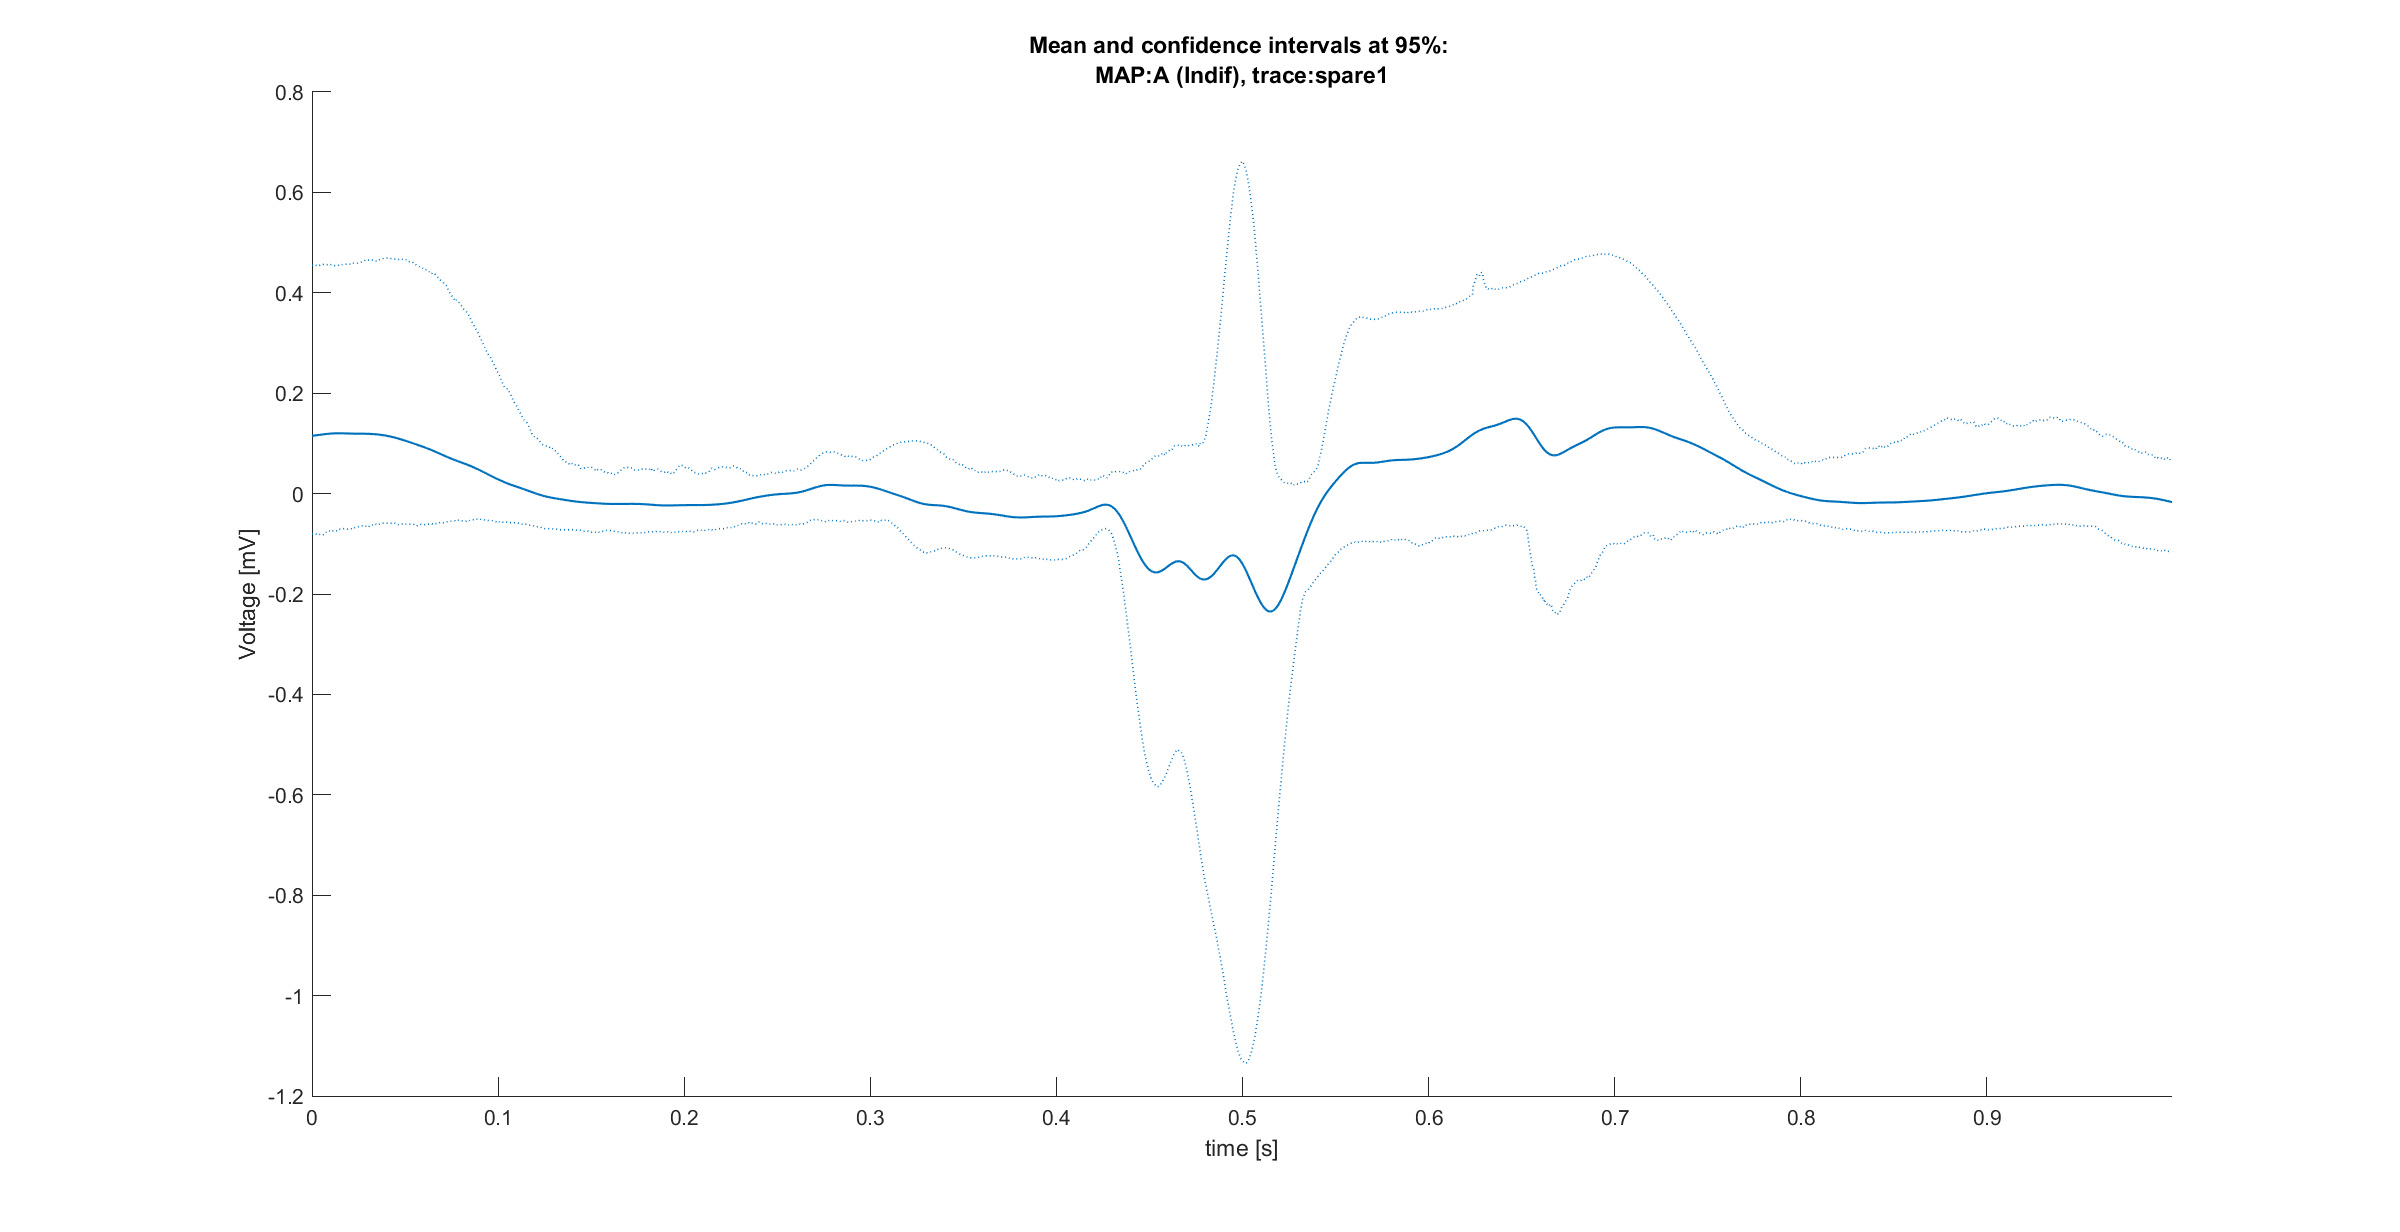 Mean and confidence intervals at 95%:
MAP:A (Indif), trace:spare1
0.8
0.6
0.4
0.2
0
-0.2
-0.4
-0.6
-0.8
-1
-1.2
Voltage [mV]
0 0.1 0.2 0.3 0.4 0.5 0.6 0.7 0.8 0.9
time [s]